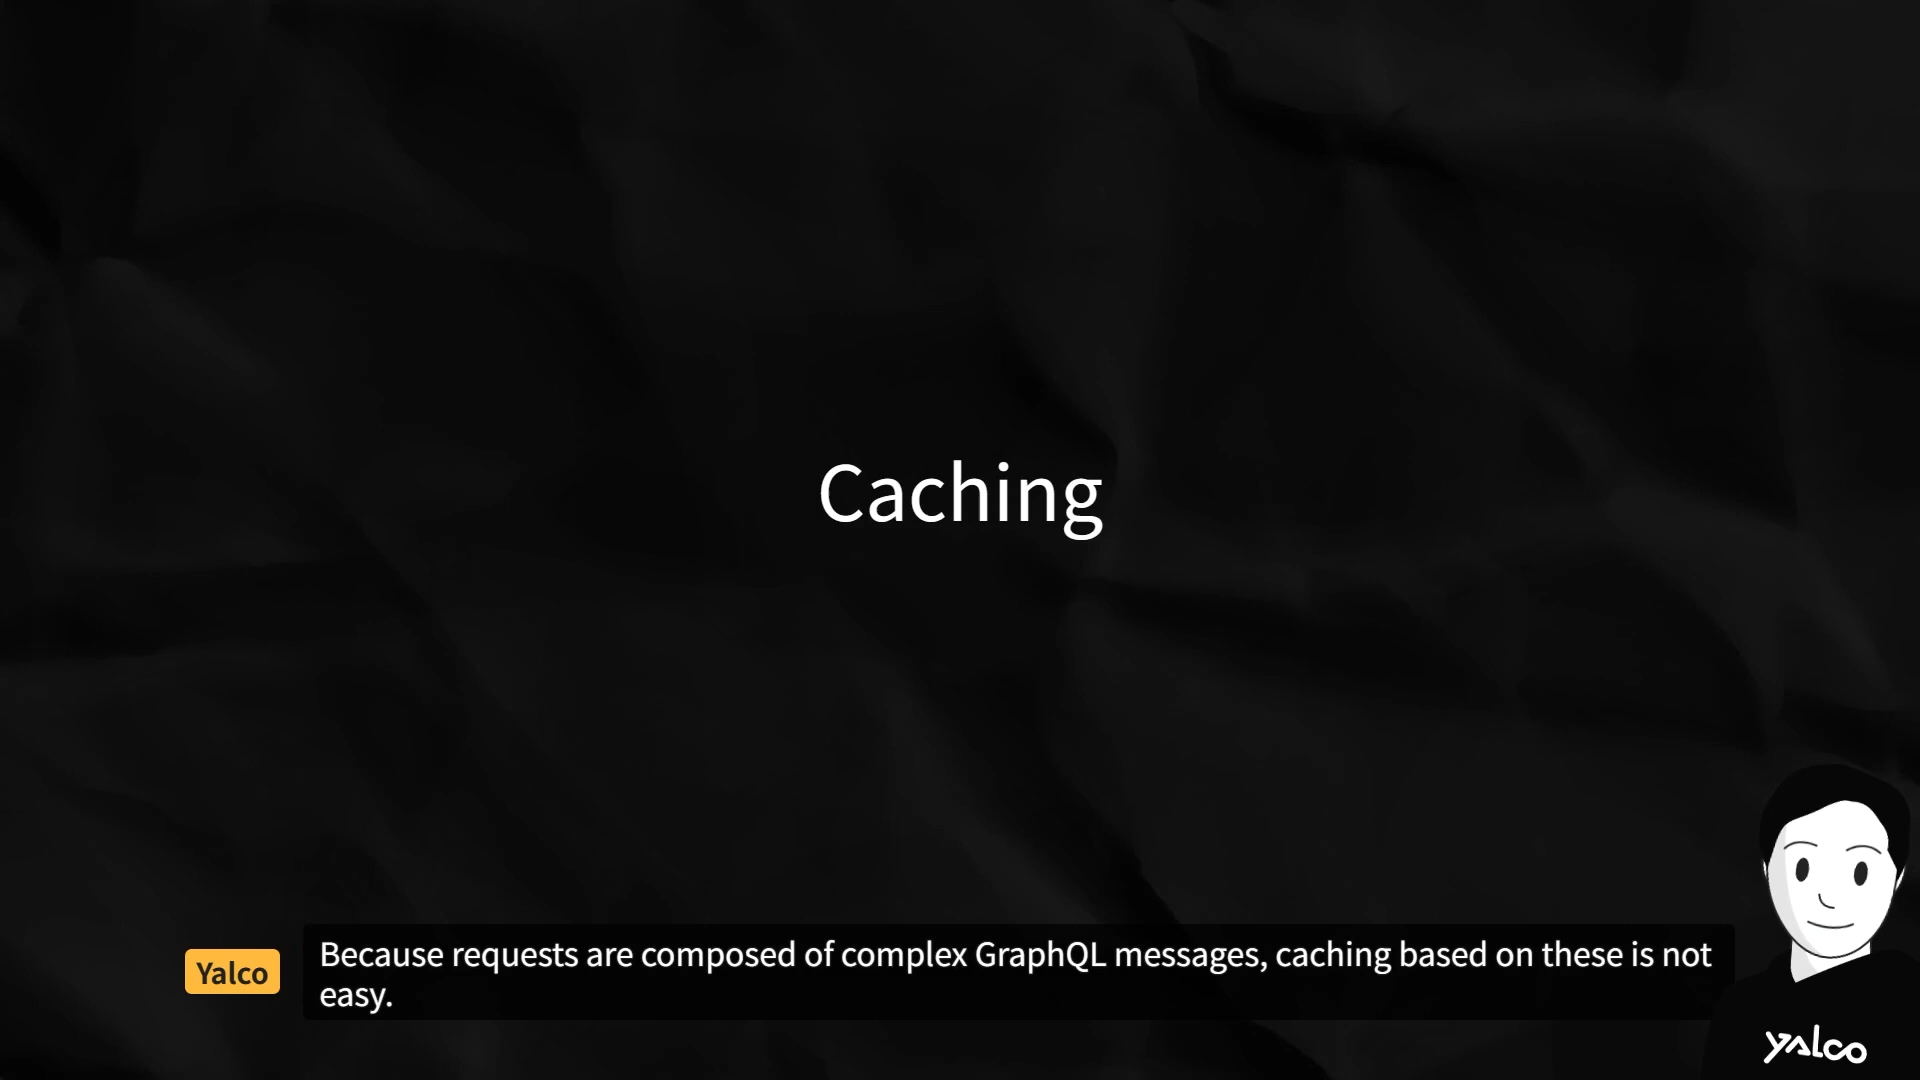 Caching
Yalco
Because requests are composed of complex GraphQL messages, caching based on these is not
easy.
yalco